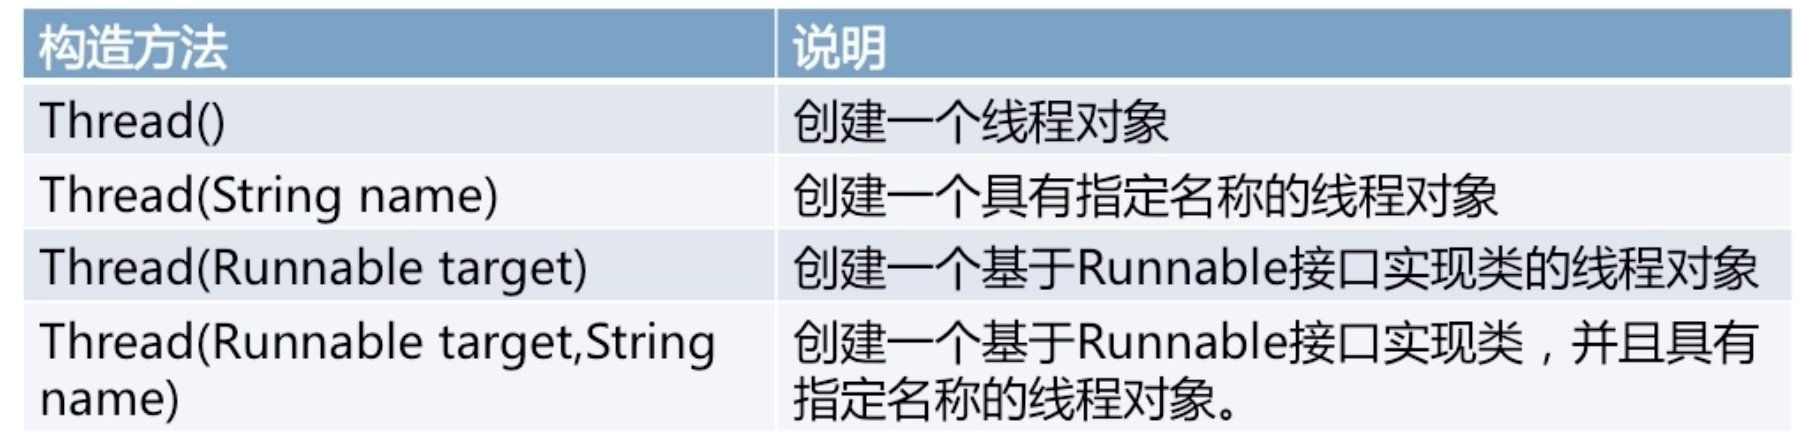 构造方法
说明
Thread()
创建一个线程对象
Thread(String name)
创建一个具有指定名称的线程对象
Thread(Runnable target)
创建一个基于Runnable接口实现类的线程对象
Thread(Runnable target,String
name)
创建一个基于Runnable接口实现类，并且具有
指定名称的线程对象。